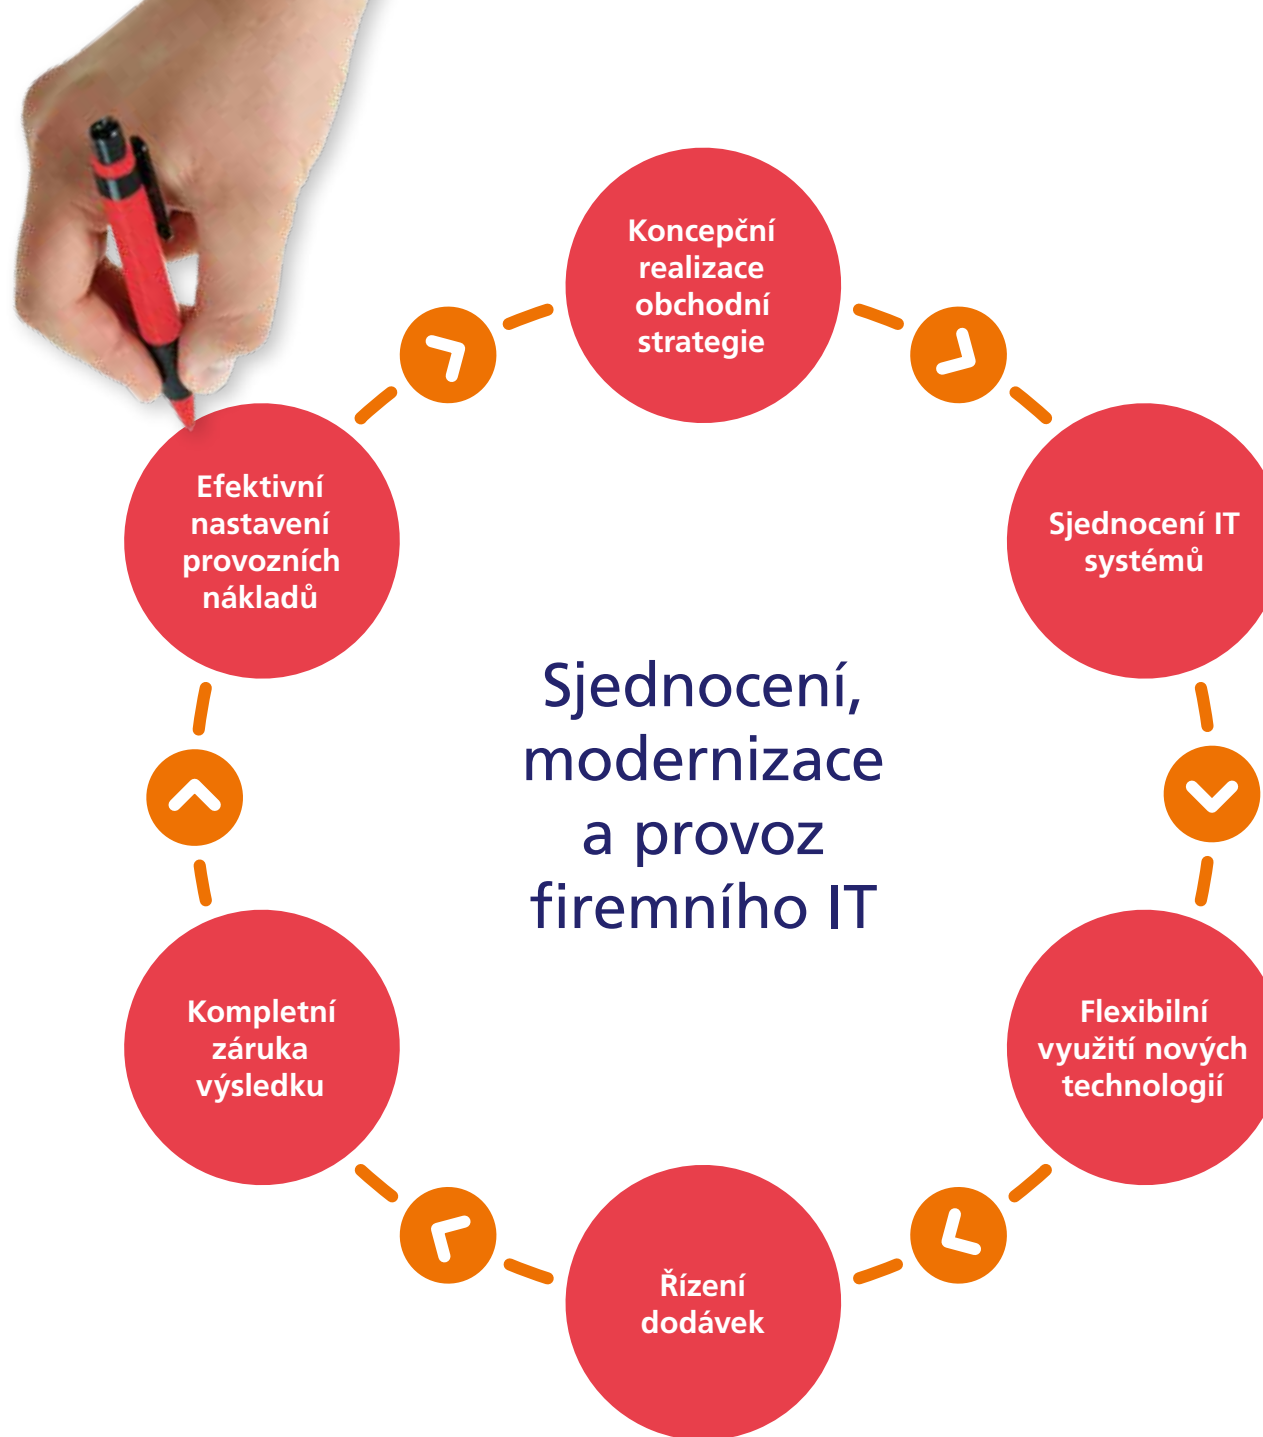 Koncepční
realizace
obchodní
strategie
Efektivní
nastavení
provozních
nákladů
Sjednocení IT
systémů
Sjednocení,
modernizace
a provoz
firemního IT
Kompletní
záruka
výsledku
Flexibilní
využití nových
technologií
Řízení
dodávek